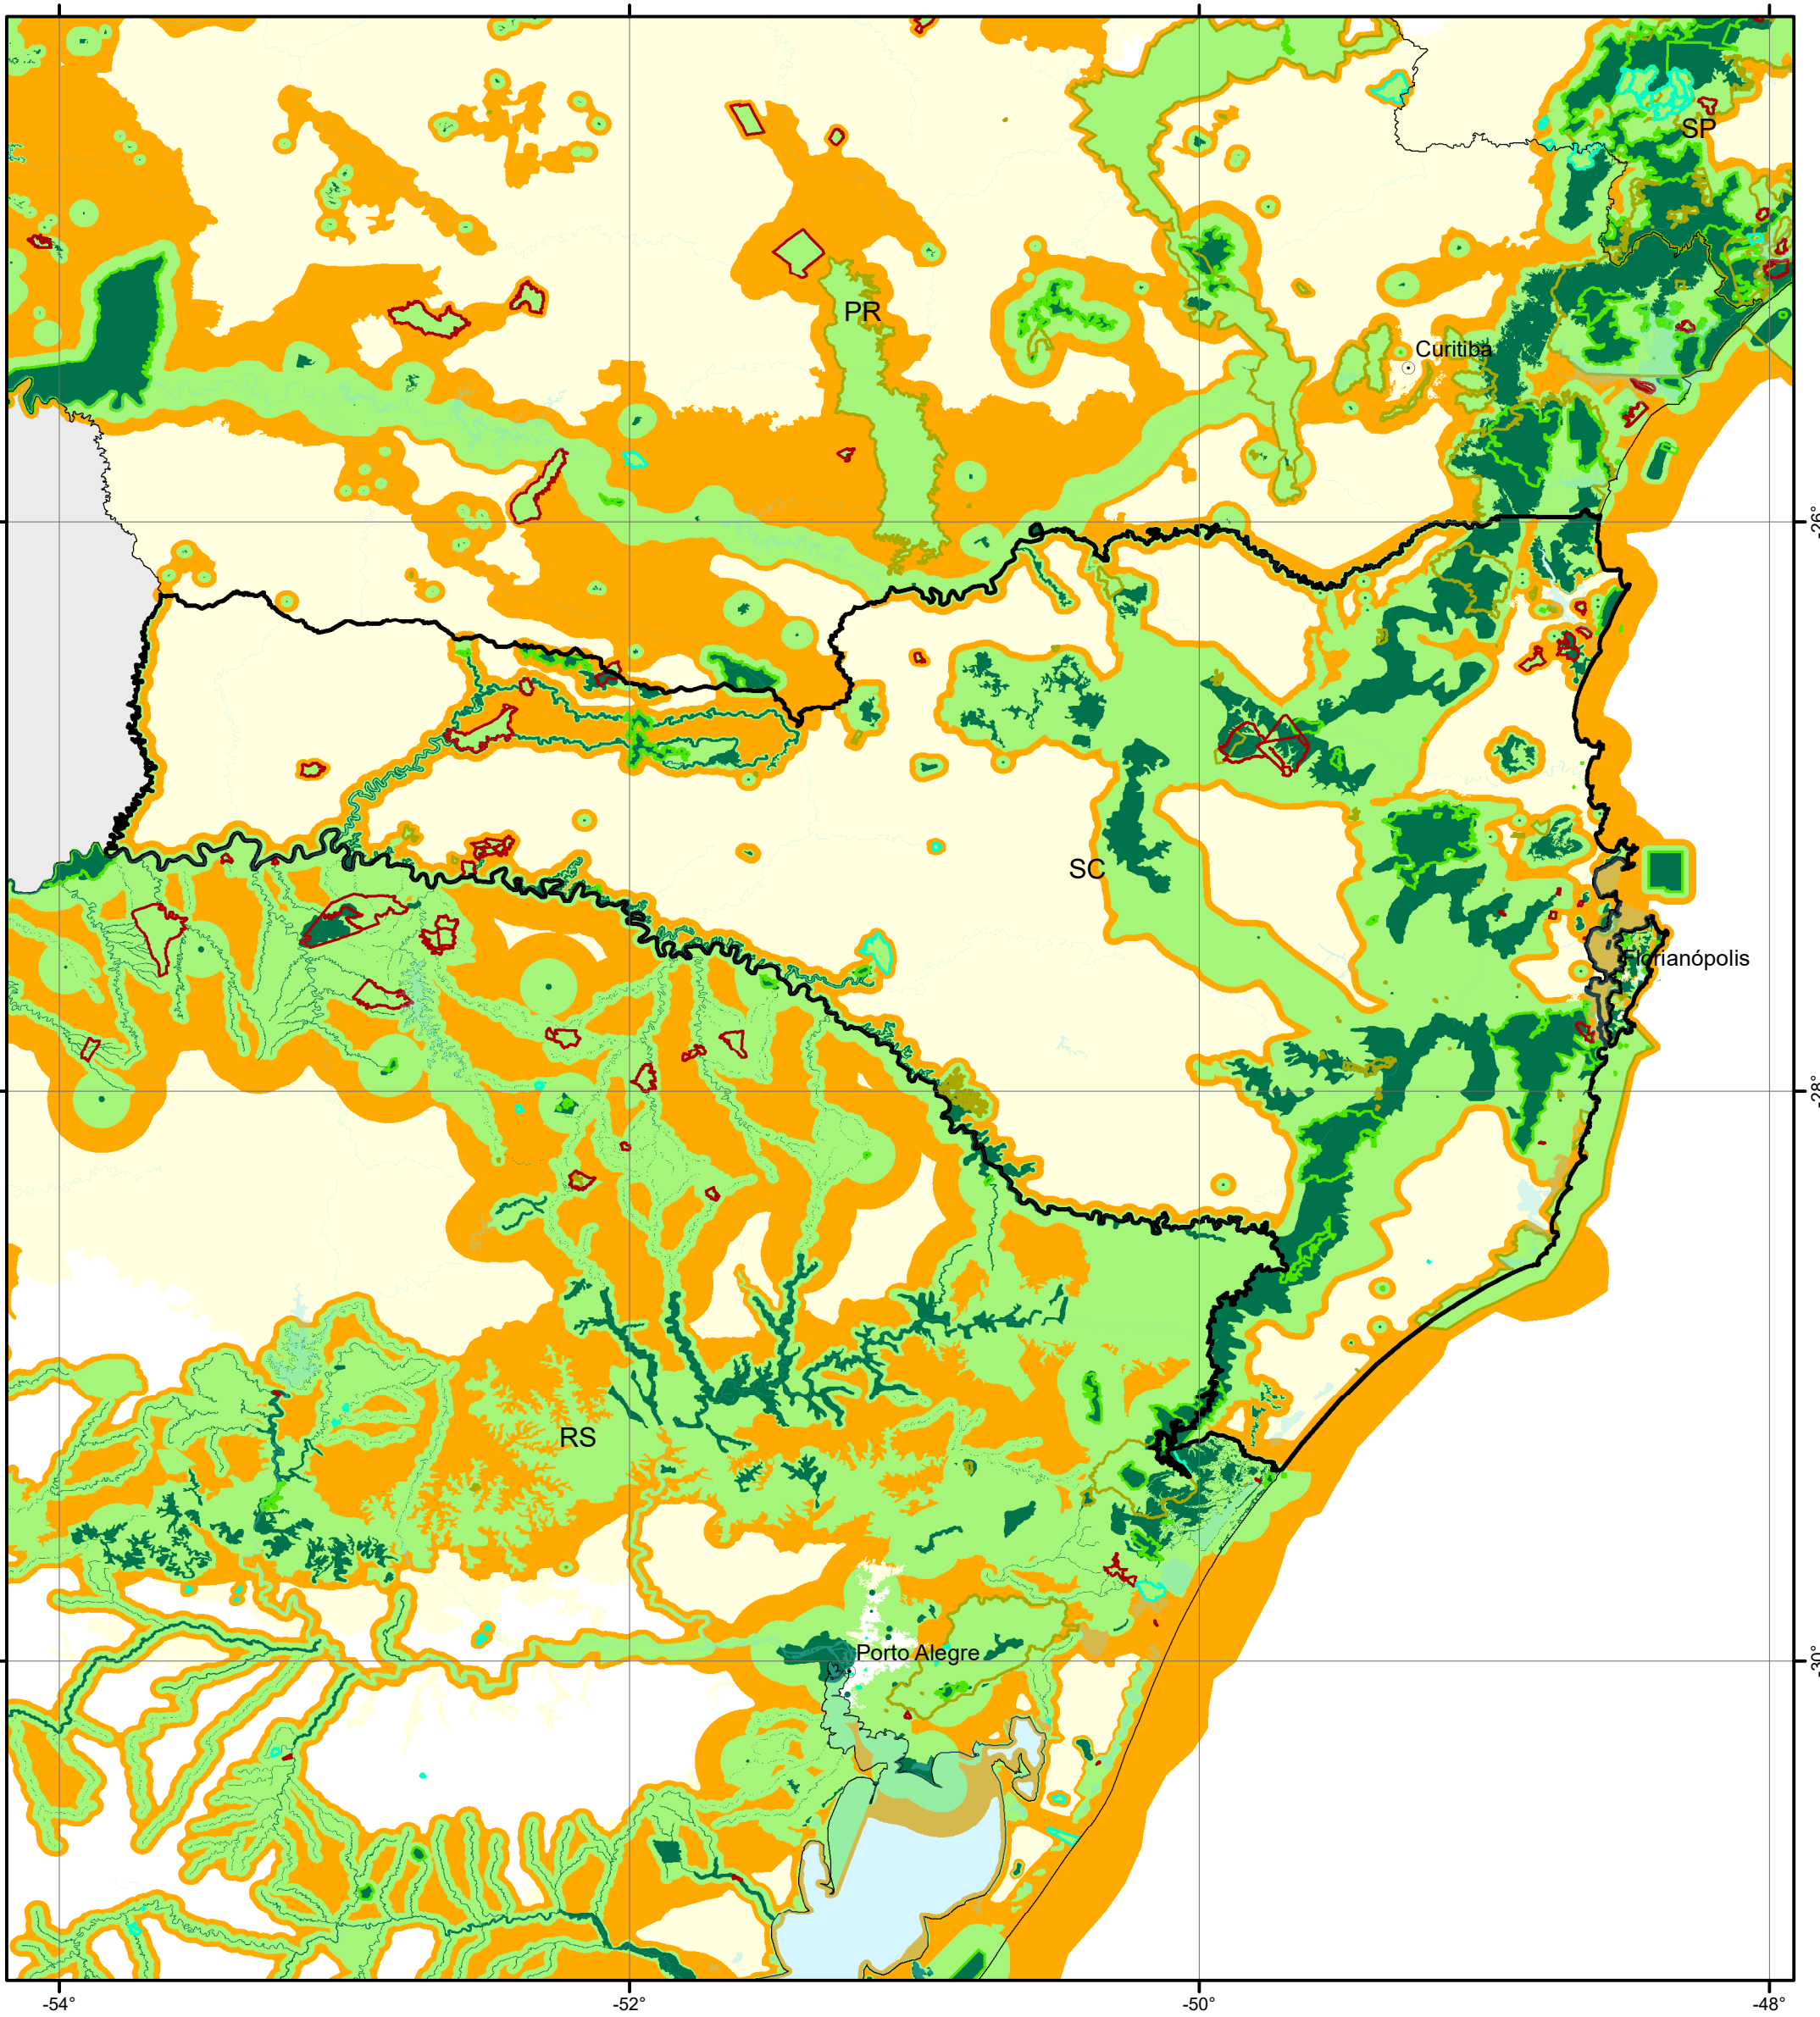 SP
PR
Curitiba
-26°
SC
Florianópolis
-28°
RS
Porto Alegre
-30°
-54°
-52°
-50°
-48°